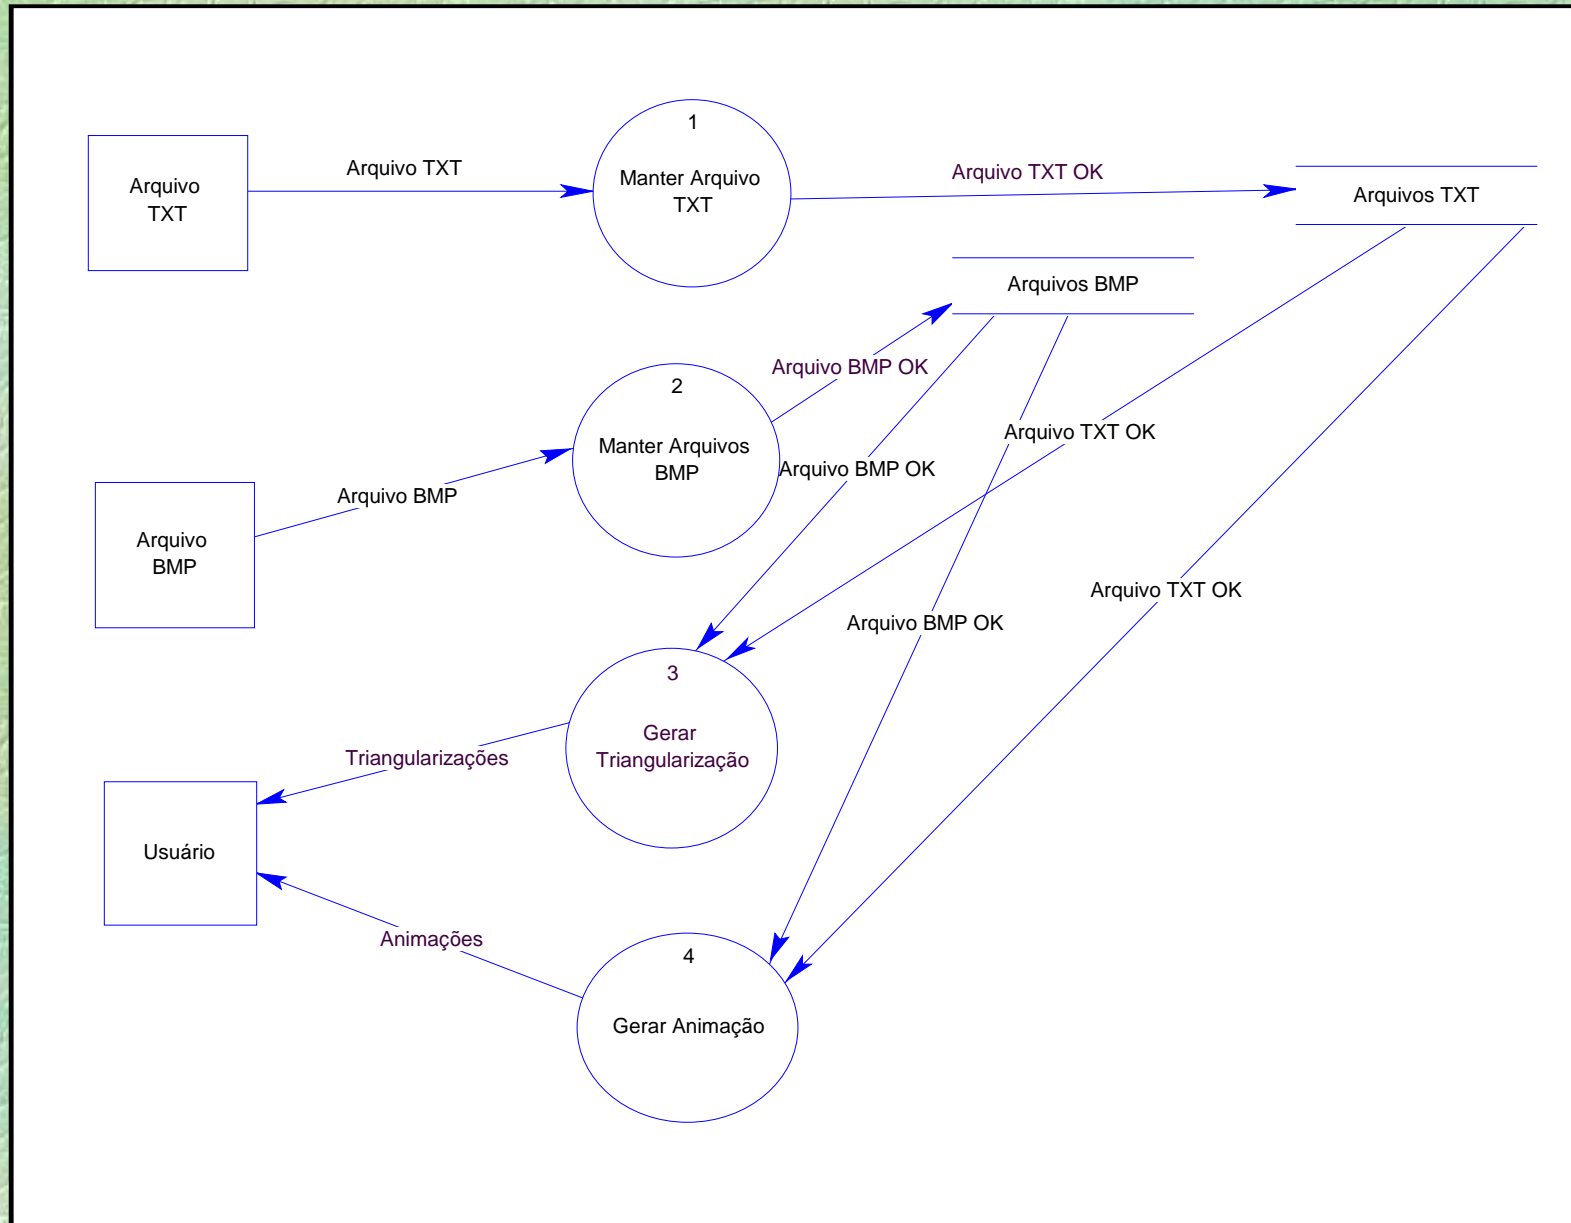 1
Arquivo TXT
Arquivo TXT OK
Manter Arquivo
TXT
Arquivo
TXT
Arquivos TXT
Arquivos BMP
Arquivo BMP OK
2
Manter Arquivos
BMP
Arquivo TXT OK
Arquivo BMP OK
Arquivo BMP
Arquivo
BMP
Arquivo TXT OK
Arquivo BMP OK
3
Gerar
Triangularização
Triangularizações
Usuário
Animações
4
Gerar Animação